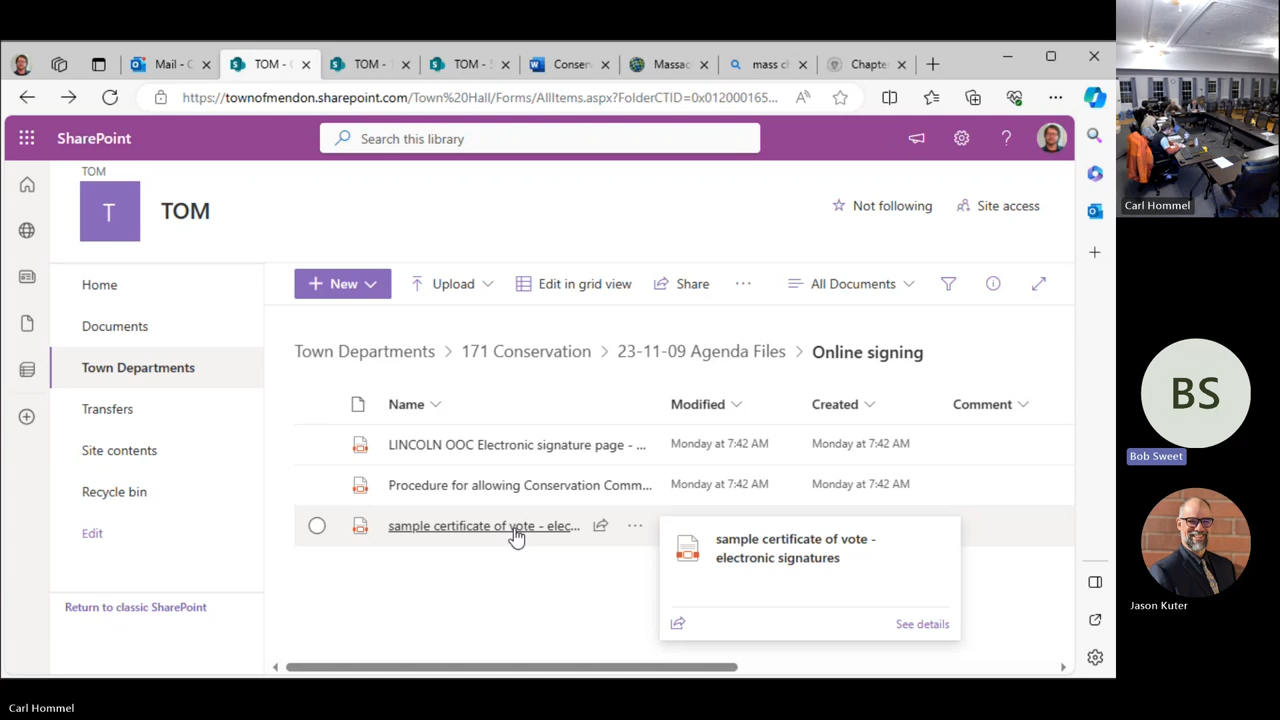 Mail - C
TOM - (
TOM -
TOM - S
Conser
Massac
mass c
Chapte
https://townofmendon.sharepoint.com/Town%20Hall/Forms/AllItems.aspx?FolderCTID=0x012000165...
SharePoint
Search this library
TOM
T
TOM
Not following
Site access
Home
Documents
Town Departments
Transfers
Site contents
Recycle bin
Edit
Return to classic SharePoint
New
Upload
Edit in grid view
Share
All Documents
Town Departments > 171 Conservation > 23-11-09 Agenda Files > Online signing
Name
Modified
Created
Comment
LINCOLN OOC Electronic signature page - ...
Monday at 7:42 AM
Monday at 7:42 AM
Procedure for allowing Conservation Comm...
Monday at 7:42 AM
Monday at 7:42 AM
sample certificate of vote - elec...
sample certificate of vote -
electronic signatures
See details
Carl Hommel
BS
Bob Sweet
Jason Kuter
Carl Hommel